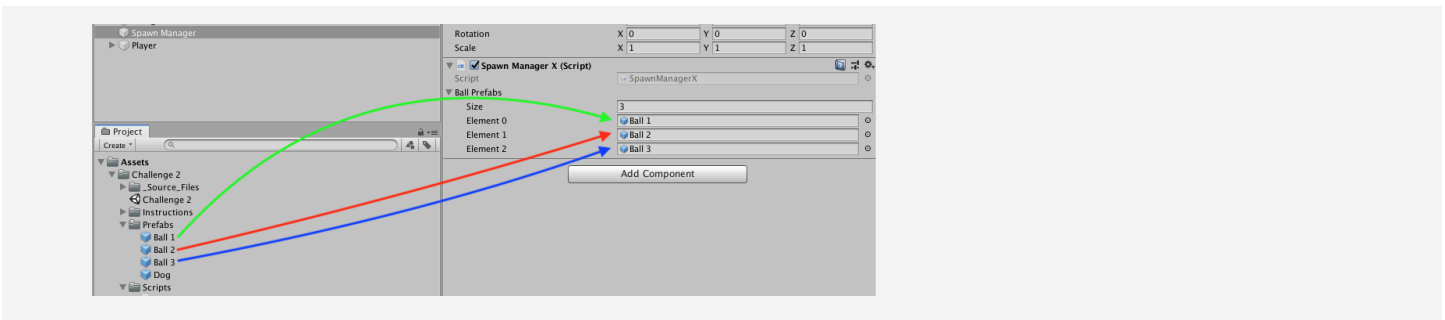 Spawn Manager
Player
Rotation X 0 Y 0 Z 0
Scale X 1 Y 1 Z 1
Spawn Manager X (Script)
Script SpawnManagerX
Ball Prefabs
Size 3
Element 0 Ball 1
Element 1 Ball 2
Element 2 Ball 3
Add Component
Project
Create
Assets
Challenge 2
_Source_Files
Challenge 2
Instructions
Prefabs
Ball 1
Ball 2
Ball 3
Dog
Scripts